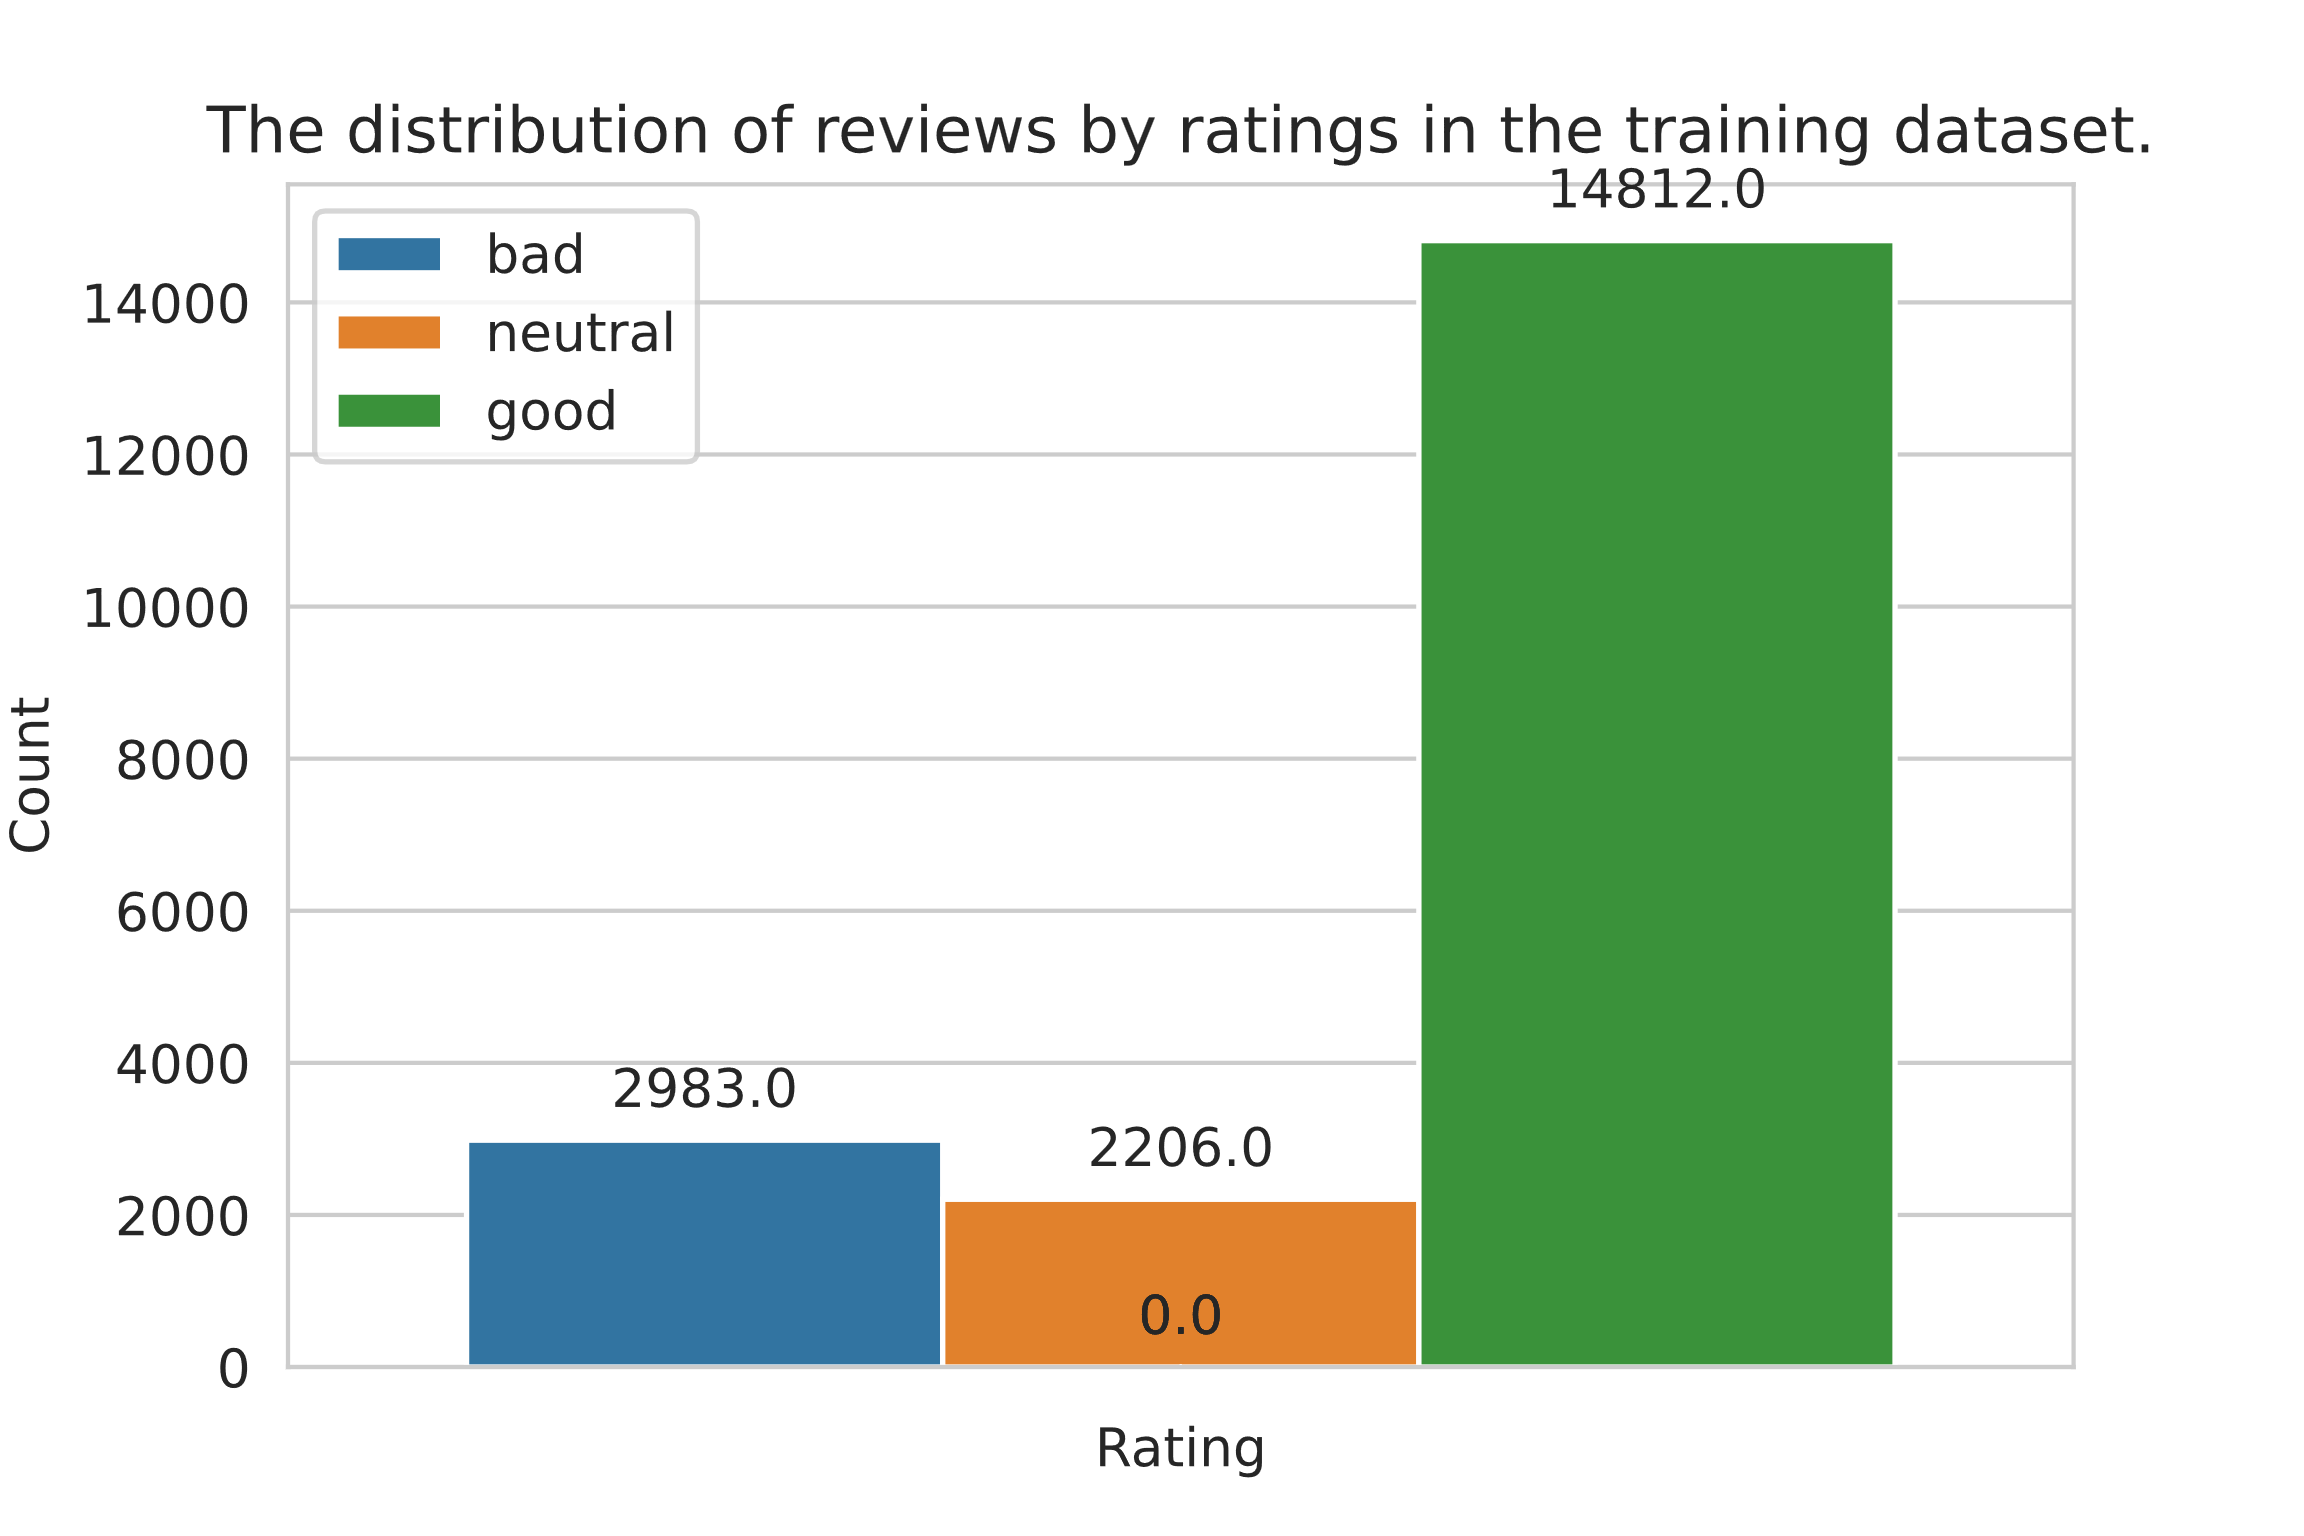 The distribution of reviews by ratings in the training dataset.
14812.0
bad
neutral
good
14000
12000
10000
8000
6000
4000
2000
0
Count
2983.0
2206.0
0.0
Rating